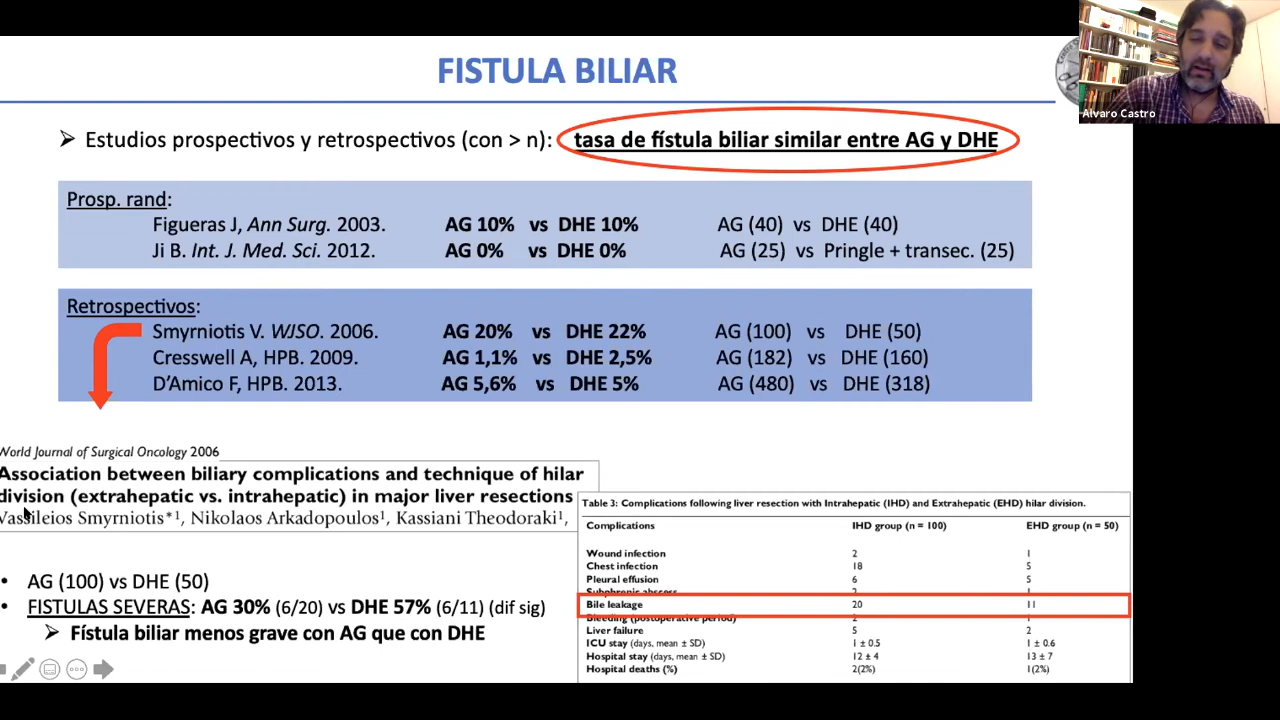 FISTULA BILIAR
Alvaro Castro
➢ Estudios prospectivos y retrospectivos (con > n): tasa de fístula biliar similar entre AG y DHE
Prosp. rand:
Figueras J, Ann Surg. 2003. AG 10% vs DHE 10% AG (40) vs DHE (40)
Ji B. Int. J. Med. Sci. 2012. AG 0% vs DHE 0% AG (25) vs Pringle + transec. (25)
Retrospectivos:
Smyrniotis V. WJSO. 2006. AG 20% vs DHE 22% AG (100) vs DHE (50)
Cresswell A, HPB. 2009. AG 1,1% vs DHE 2,5% AG (182) vs DHE (160)
D'Amico F, HPB. 2013. AG 5,6% vs DHE 5% AG (480) vs DHE (318)
World Journal of Surgical Oncology 2006
Association between biliary complications and technique of hilar
division (extrahepatic vs. intrahepatic) in major liver resections
Vassileios Smyrniotis*1, Nikolaos Arkadopoulos1, Kassiani Theodoraki1,
• AG (100) vs DHE (50)
• FISTULAS SEVERAS: AG 30% (6/20) vs DHE 57% (6/11) (dif sig)
➢ Fístula biliar menos grave con AG que con DHE
Table 3: Complications following liver resection with Intrahepatic (IHD) and Extrahepatic (EHD) hilar division.
Complications IHD group (n = 100) EHD group (n = 50)
Wound infection 2 1
Chest infection 18 5
Pleural effusion 6 5
Subphrenic abscess 2 1
Bile leakage 20 11
Bleeding (postoperative period) 2
Liver failure 5 2
ICU stay (days, mean ± SD) 1 ± 0.5 1 ± 0.6
Hospital stay (days, mean ± SD) 12 ± 4 13 ± 7
Hospital deaths (%) 2(2%) 1(2%)